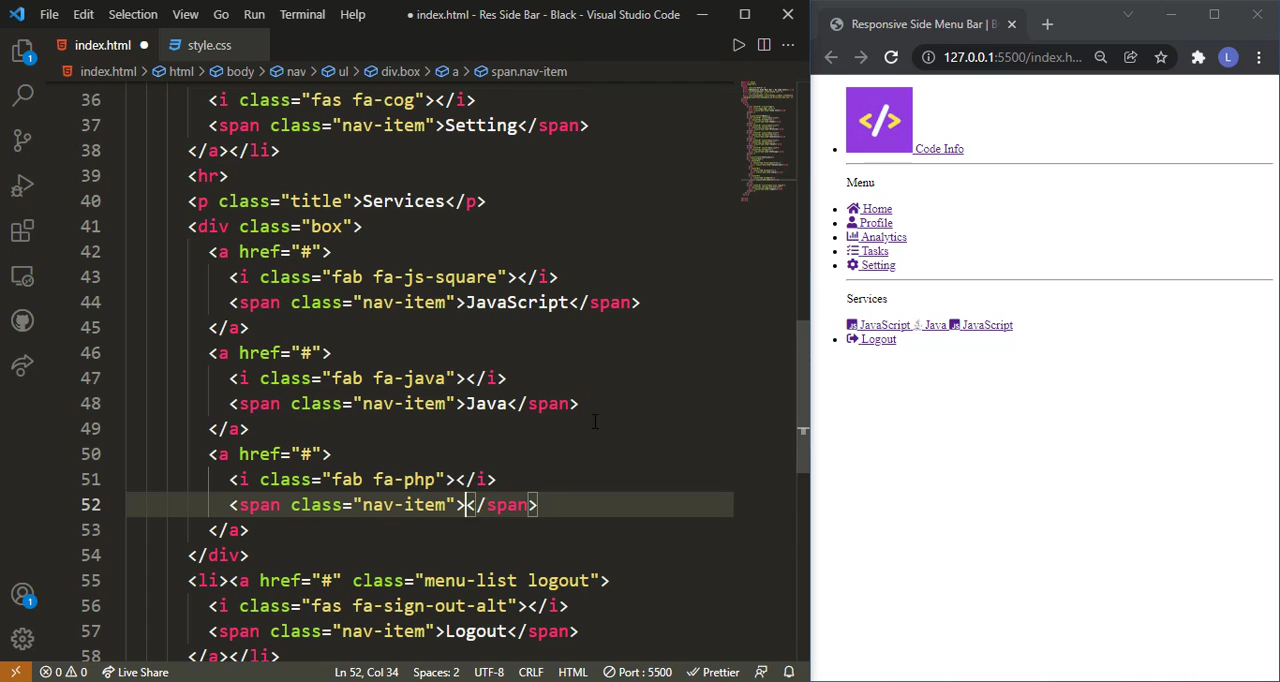 File Edit Selection View Go Run Terminal Help ● index.html - Res Side Bar - Black - Visual Studio Code
index.html ● style.css
index.html > html > body > nav > ul > div.box > a > span.nav-item
36 <i class="fas fa-cog"></i>
37 <span class="nav-item">Setting</span>
38 </a></li>
39 <hr>
40 <p class="title">Services</p>
41 <div class="box">
42 <a href="#">
43 <i class="fab fa-js-square"></i>
44 <span class="nav-item">JavaScript</span>
45 </a>
46 <a href="#">
47 <i class="fab fa-java"></i>
48 <span class="nav-item">Java</span>
49 </a>
50 <a href="#">
51 <i class="fab fa-php"></i>
52 <span class="nav-item"></span>
53 </a>
54 </div>
55 <li><a href="#" class="menu-list logout">
56 <i class="fas fa-sign-out-alt"></i>
57 <span class="nav-item">Logout</span>
58 </a></li>
1
1
0 0 Live Share Ln 52, Col 34 Spaces: 2 UTF-8 CRLF HTML Port : 5500 Prettier
Responsive Side Menu Bar |
127.0.0.1:5500/index.h... L
</>
Code Info
Menu
Home
Profile
Analytics
Tasks
Setting
Services
JavaScript Java JavaScript
Logout